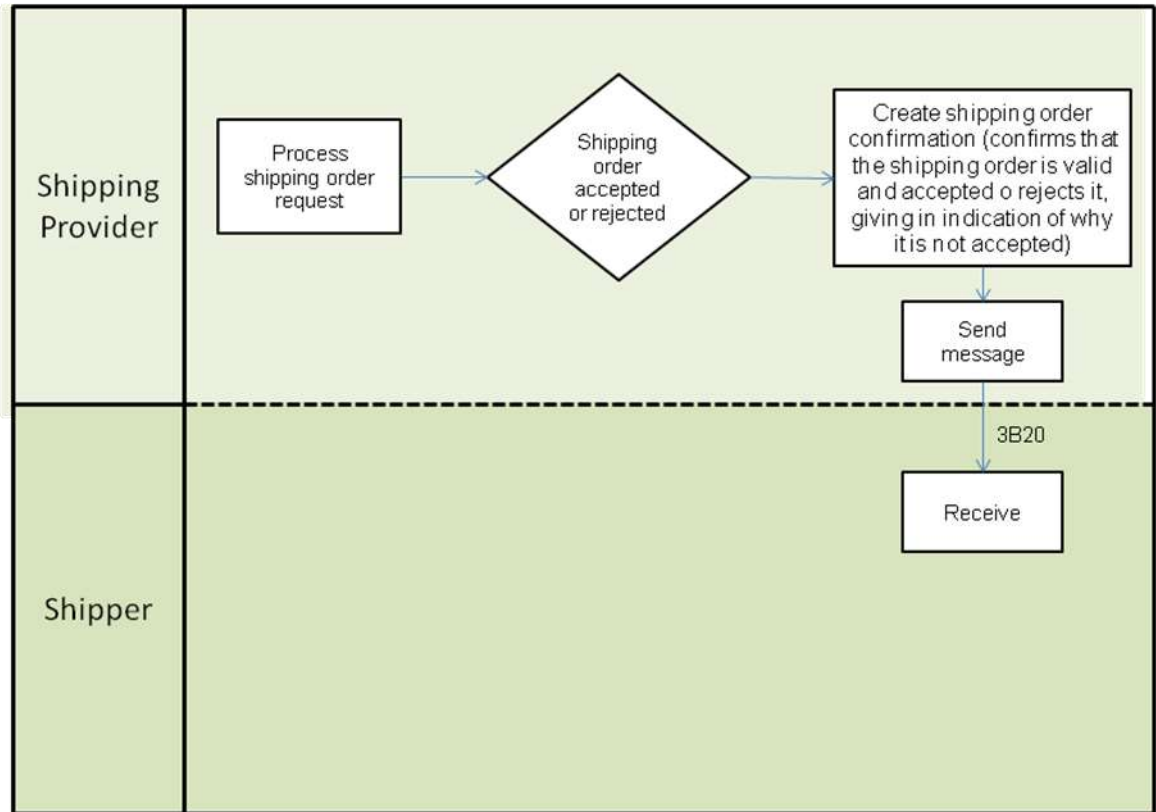 Shipping
Provider
Process
shipping order
request
Shipping
order
accepted
or rejected
Create shipping order
confirmation (confirms that
the shipping order is valid
and accepted o rejects it,
giving in indication of why
it is not accepted)
Send
message
3B20
Shipper
Receive